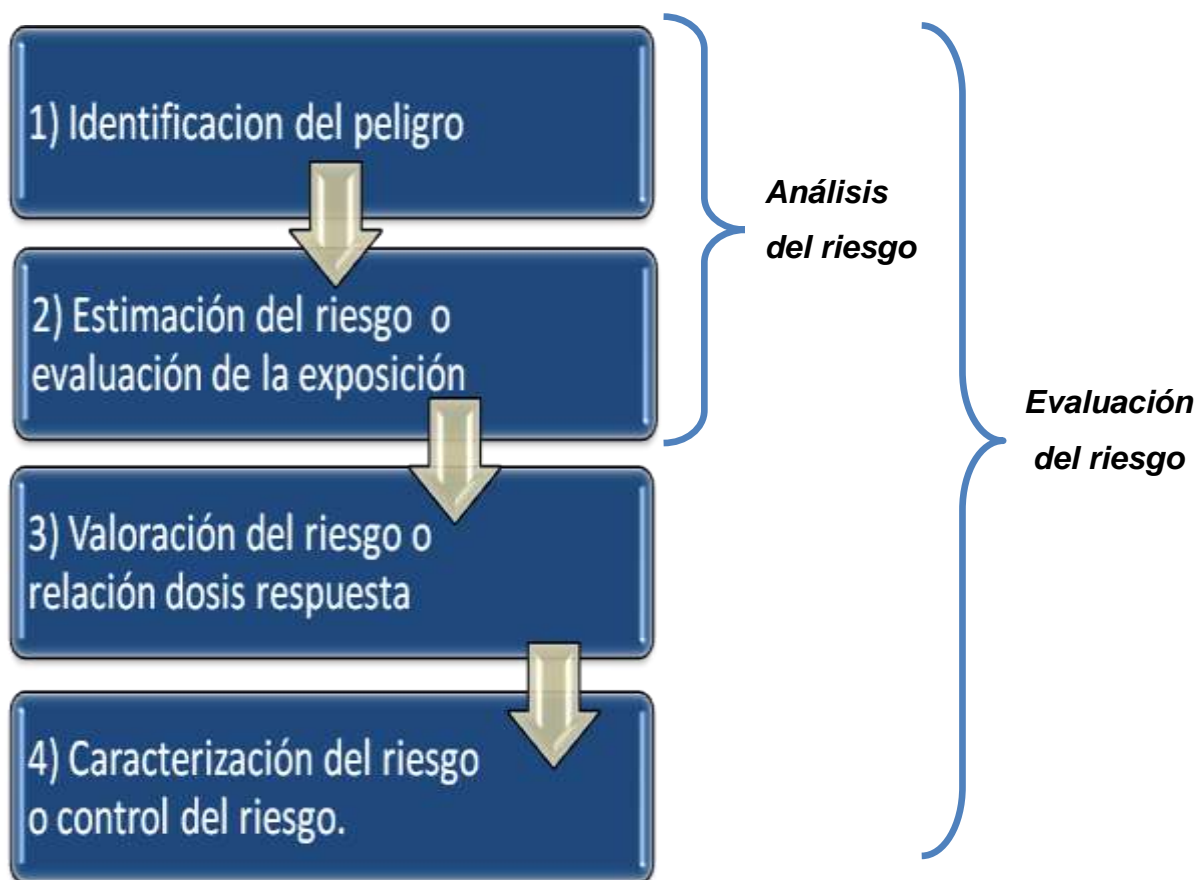 1) Identificacion del peligro
2) Estimación del riesgo o
evaluación de la exposición
3) Valoración del riesgo o
relación dosis respuesta
4) Caracterización del riesgo
o control del riesgo.
Análisis
del riesgo
Evaluación
del riesgo